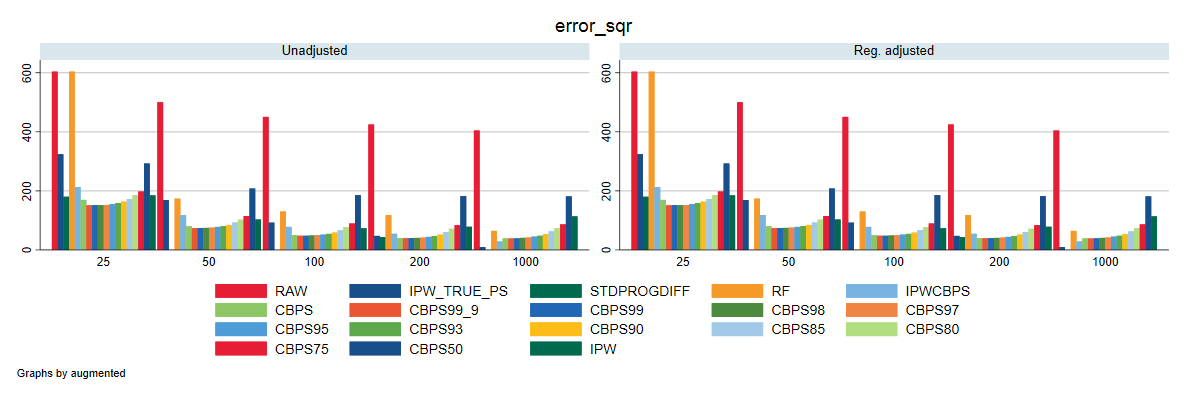 error_sqr
Unadjusted
Reg. adjusted
600
400
200
0
25 50 100 200 1000
600
400
200
0
25 50 100 200 1000
RAW IPW_TRUE_PS STDPROGDIFF RF IPWCBPS
CBPS CBPS99_9 CBPS99 CBPS98 CBPS97
CBPS95 CBPS93 CBPS90 CBPS85 CBPS80
CBPS75 CBPS50 IPW
Graphs by augmented